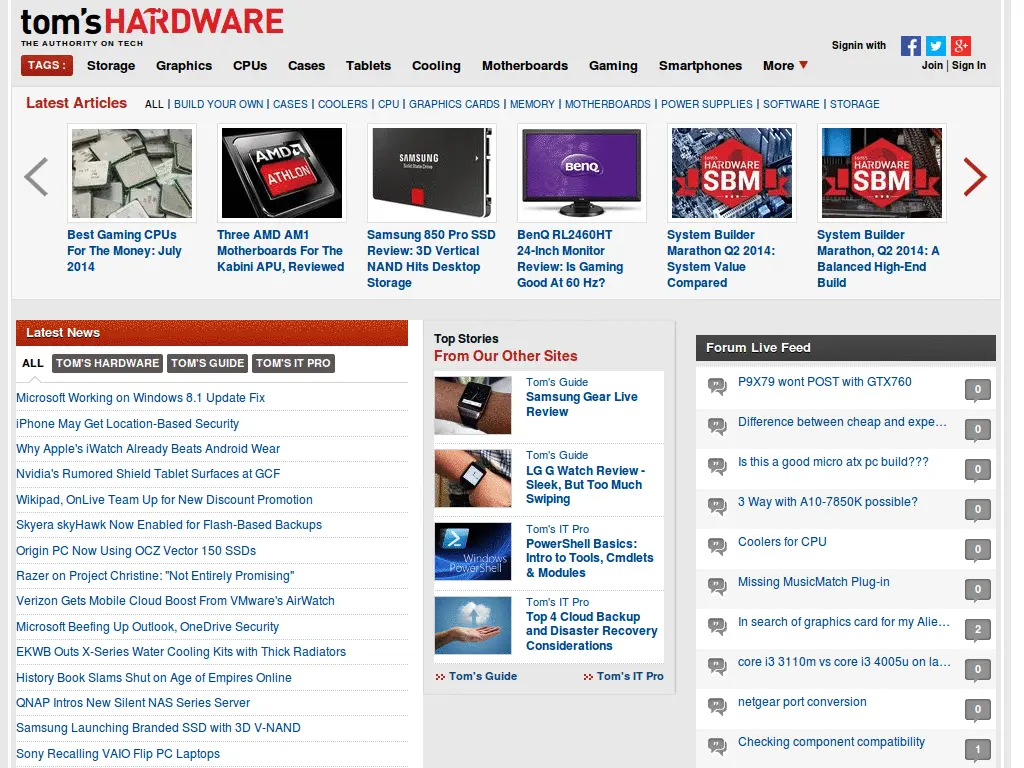 tom's HARDWARE
THE AUTHORITY ON TECH
Signin with
Join | Sign In
TAGS : Storage Graphics CPUs Cases Tablets Cooling Motherboards Gaming Smartphones More
Latest Articles ALL | BUILD YOUR OWN | CASES | COOLERS | CPU | GRAPHICS CARDS | MEMORY | MOTHERBOARDS | POWER SUPPLIES | SOFTWARE | STORAGE
Best Gaming CPUs
For The Money: July
2014
AMD
ATHLON
Three AMD AM1
Motherboards For The
Kabini APU, Reviewed
SAMSUNG
Solid State Drive
Samsung 850 Pro SSD
Review: 3D Vertical
NAND Hits Desktop
Storage
BenQ
BenQ RL2460HT
24-Inch Monitor
Review: Is Gaming
Good At 60 Hz?
tom's
HARDWARE
SBM
System Builder
Marathon Q2 2014:
System Value
Compared
tom's
HARDWARE
SBM
System Builder
Marathon, Q2 2014: A
Balanced High-End
Build
Latest News
ALL TOM'S HARDWARE TOM'S GUIDE TOM'S IT PRO
Microsoft Working on Windows 8.1 Update Fix
iPhone May Get Location-Based Security
Why Apple's iWatch Already Beats Android Wear
Nvidia's Rumored Shield Tablet Surfaces at GCF
Wikipad, OnLive Team Up for New Discount Promotion
Skyera skyHawk Now Enabled for Flash-Based Backups
Origin PC Now Using OCZ Vector 150 SSDs
Razer on Project Christine: "Not Entirely Promising"
Verizon Gets Mobile Cloud Boost From VMware's AirWatch
Microsoft Beefing Up Outlook, OneDrive Security
EKWB Outs X-Series Water Cooling Kits with Thick Radiators
History Book Slams Shut on Age of Empires Online
QNAP Intros New Silent NAS Series Server
Samsung Launching Branded SSD with 3D V-NAND
Sony Recalling VAIO Flip PC Laptops
Top Stories
From Our Other Sites
Tom's Guide
Samsung Gear Live
Review
Tom's Guide
LG G Watch Review -
Sleek, But Too Much
Swiping
Windows
PowerShell
Tom's IT Pro
PowerShell Basics:
Intro to Tools, Cmdlets
& Modules
Tom's IT Pro
Top 4 Cloud Backup
and Disaster Recovery
Considerations
Tom's Guide Tom's IT Pro
Forum Live Feed
P9X79 wont POST with GTX760 0
Difference between cheap and expe... 0
Is this a good micro atx pc build??? 0
3 Way with A10-7850K possible? 0
Coolers for CPU 0
Missing MusicMatch Plug-in 0
In search of graphics card for my Alie... 2
core i3 3110m vs core i3 4005u on la... 0
netgear port conversion 0
Checking component compatibility 1